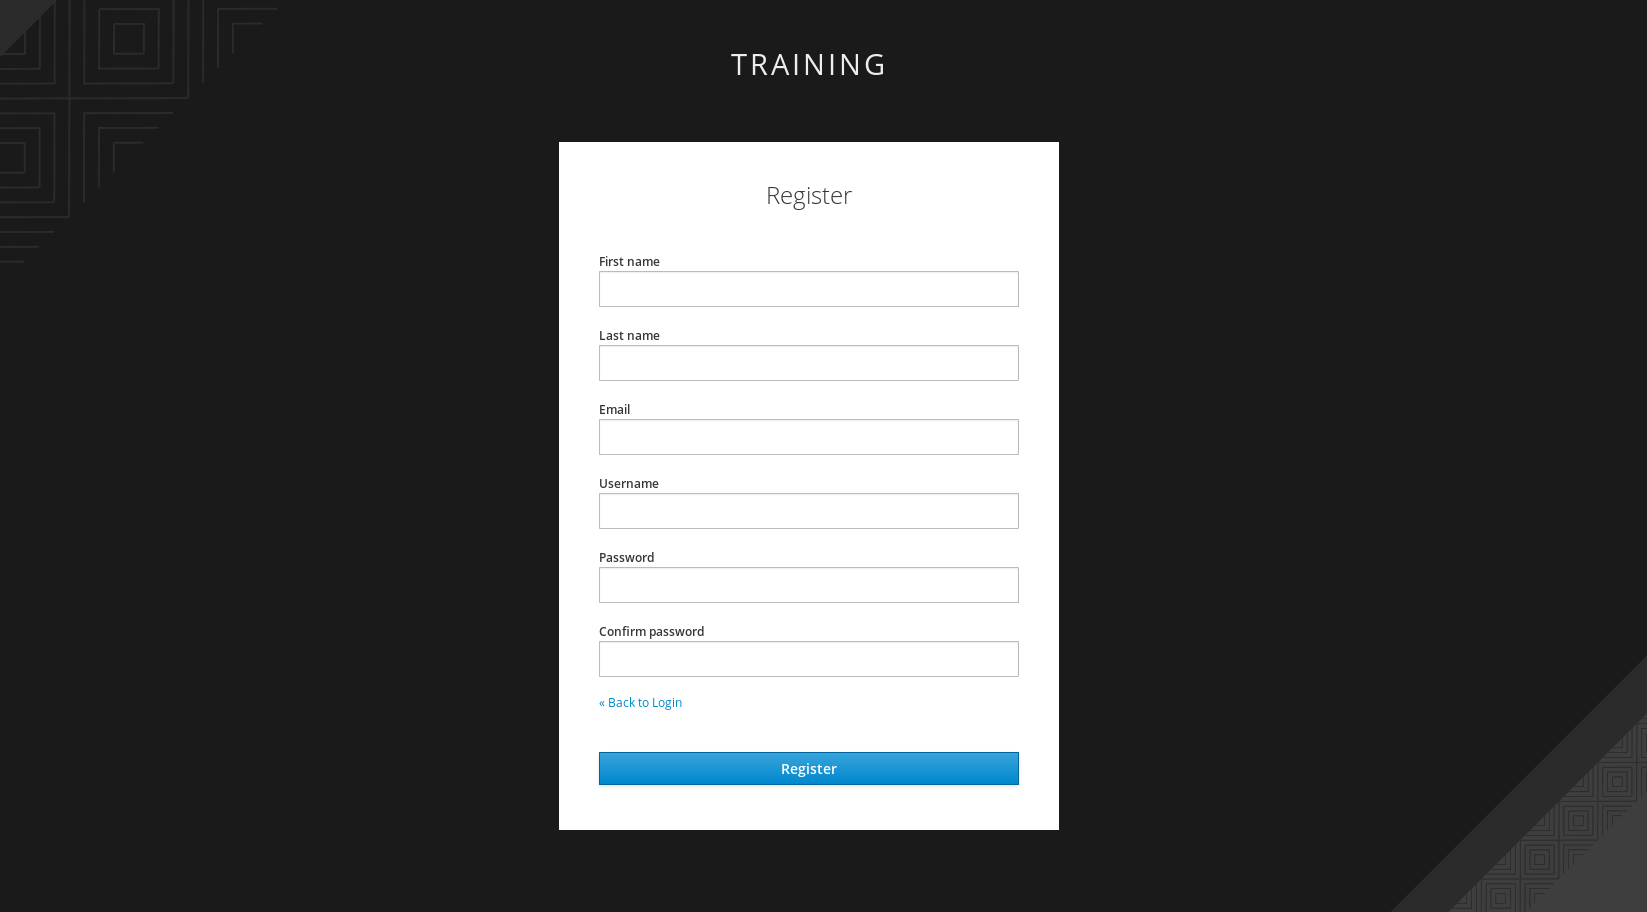 TRAINING
Register
First name
Last name
Email
Username
Password
Confirm password
« Back to Login
Register